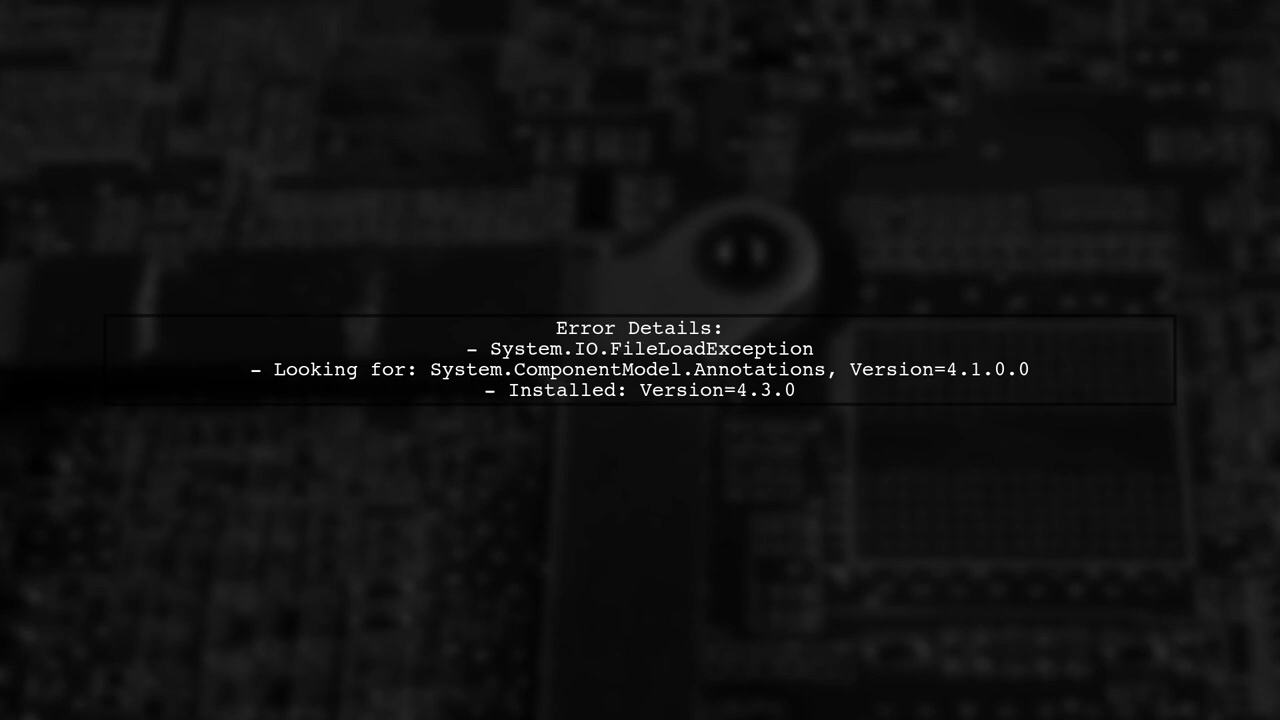 Error Details:
- System.IO.FileLoadException
- Looking for: System.ComponentModel.Annotations, Version=4.1.0.0
- Installed: Version=4.3.0